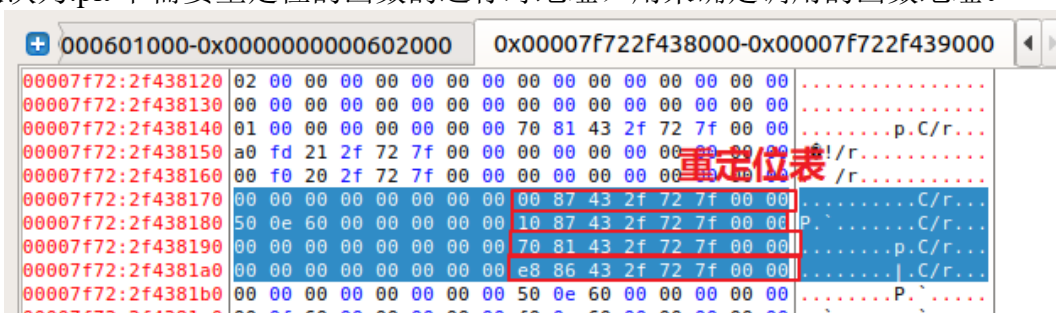 000601000-0x0000000000602000 0x00007f722f438000-0x00007f722f439000
00007f72:2f438120 02 00 00 00 00 00 00 00 00 00 00 00 00 00 00 00 ................
00007f72:2f438130 00 00 00 00 00 00 00 00 00 00 00 00 00 00 00 00 ................
00007f72:2f438140 01 00 00 00 00 00 00 00 70 81 43 2f 72 7f 00 00 ........p.C/r...
00007f72:2f438150 a0 fd 21 2f 72 7f 00 00 00 00 00 00 00 00 00 00 !/r...........
00007f72:2f438160 00 f0 20 2f 72 7f 00 00 00 00 00 00 00 /r...........
重定位表
00007f72:2f438170 00 00 00 00 00 00 00 00 00 87 43 2f 72 7f 00 00 ..........C/r...
00007f72:2f438180 50 0e 60 00 00 00 00 00 10 87 43 2f 72 7f 00 00 P.`.......C/r...
00007f72:2f438190 00 00 00 00 00 00 00 00 70 81 43 2f 72 7f 00 00 ........p.C/r...
00007f72:2f4381a0 00 00 00 00 00 00 00 00 e8 86 43 2f 72 7f 00 00 ..........C/r...
00007f72:2f4381b0 00 00 00 00 00 00 00 00 50 0e 60 00 00 00 00 00 ........P.`.....